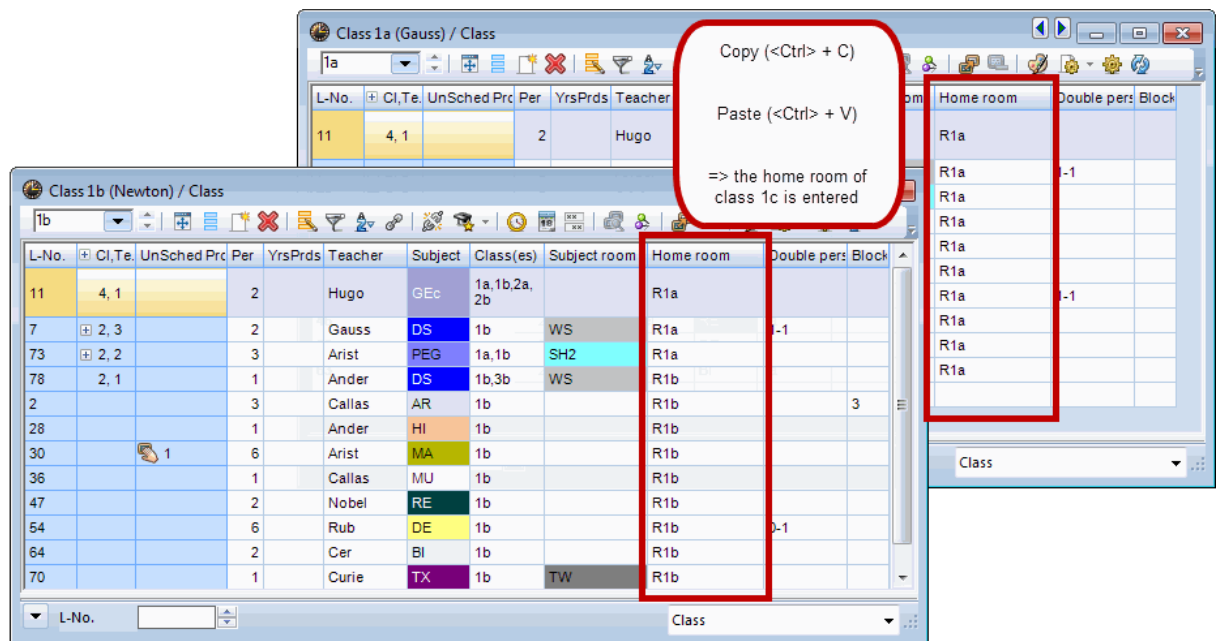 Class 1a (Gauss) / Class
1a
L-No. Cl,Te. UnSched Prc Per YrsPrds Teacher Home room Double pers Block
11 4, 1 2 Hugo R1a
R1a 1-1
R1a
R1a
R1a
R1a
R1a 1-1
R1a
R1a
R1a
Class
Copy (<Ctrl> + C)
Paste (<Ctrl> + V)
=> the home room of
class 1c is entered
Class 1b (Newton) / Class
1b
L-No. Cl,Te. UnSched Prc Per YrsPrds Teacher Subject Class(es) Subject room Home room Double pers Block
11 4, 1 2 Hugo GEc 1a,1b,2a, R1a
2b
7 2, 3 2 Gauss DS 1b WS R1a 1-1
73 2, 2 3 Arist PEG 1a,1b SH2 R1a
78 2, 1 1 Ander DS 1b,3b WS R1b
2 3 Callas AR 1b R1b 3
28 1 Ander HI 1b R1b
30 1 6 Arist MA 1b R1b
36 1 Callas MU 1b R1b
47 2 Nobel RE 1b R1b
54 6 Rub DE 1b R1b 0-1
64 2 Cer BI 1b R1b
70 1 Curie TX 1b TW R1b
L-No. Class